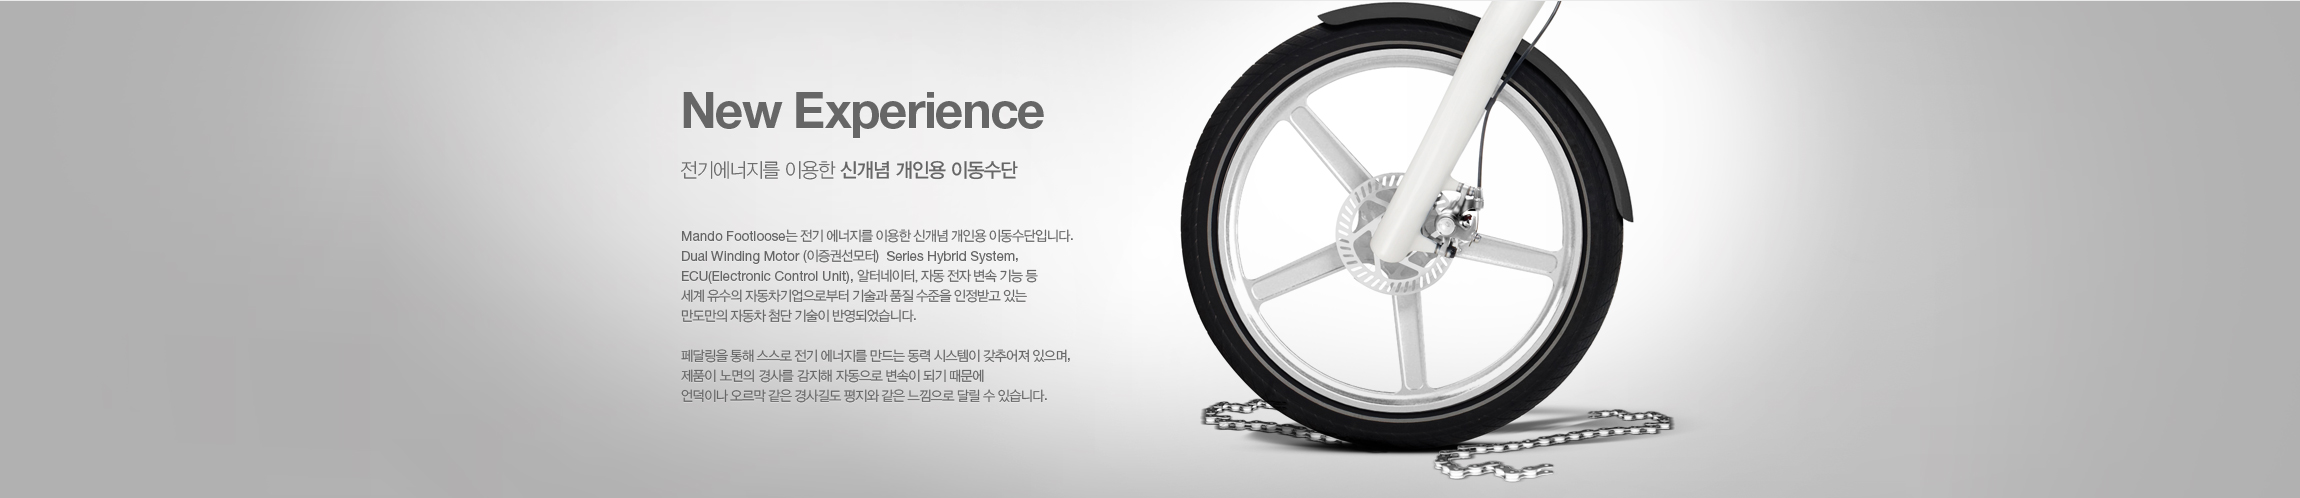 New Experience
전기에너지를 이용한 신개념 개인용 이동수단
Mando Footloose는 전기 에너지를 이용한 신개념 개인용 이동수단입니다.
Dual Winding Motor (이중권선모터) Series Hybrid System,
ECU(Electronic Control Unit), 알터네이터, 자동 전자 변속 기능 등
세계 유수의 자동차기업으로부터 기술과 품질 수준을 인정받고 있는
만도만의 자동차 첨단 기술이 반영되었습니다.
페달링을 통해 스스로 전기 에너지를 만드는 동력 시스템이 갖추어져 있으며,
제품이 노면의 경사를 감지해 자동으로 변속이 되기 때문에
언덕이나 오르막 같은 경사길도 평지와 같은 느낌으로 달릴 수 있습니다.